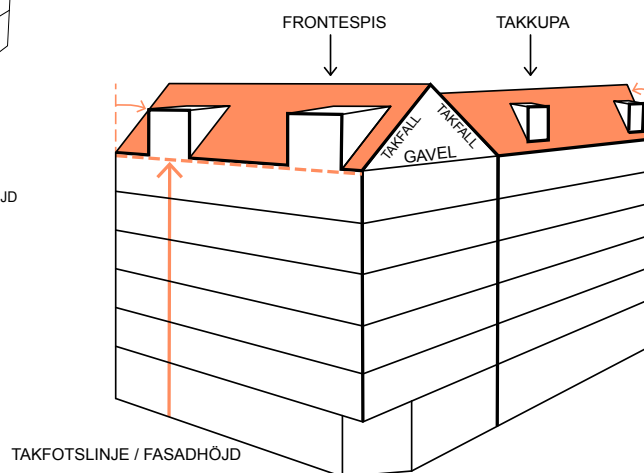 FRONTESPIS
TAKKUPA
TAKFALL
TAKFALL
GAVEL
JD
TAKFOTSLINJE / FASADHÖJD